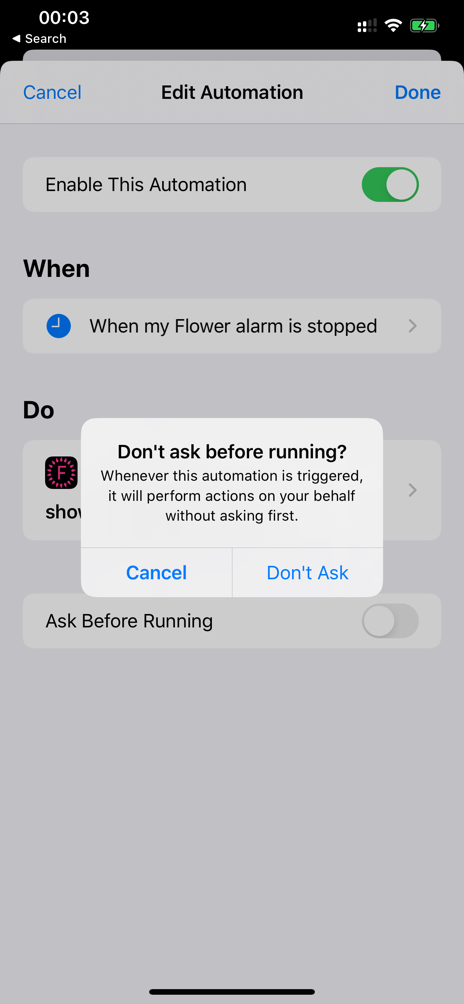 00:03
Search
Cancel
Edit Automation
Done
Enable This Automation
When
When my Flower alarm is stopped
Do
F
Don't ask before running?
Whenever this automation is triggered,
it will perform actions on your behalf
without asking first.
Cancel
Don't Ask
Ask Before Running